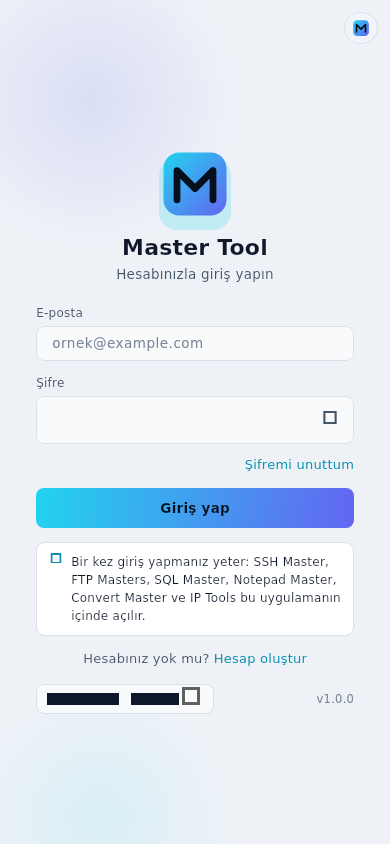 Master Tool
Hesabınızla giriş yapın
E-posta
ornek@example.com
Şifre
Şifremi unuttum
Giriş yap
Bir kez giriş yapmanız yeter: SSH Master,
FTP Masters, SQL Master, Notepad Master,
Convert Master ve IP Tools bu uygulamanın
içinde açılır.
Hesabınız yok mu? Hesap oluştur
v1.0.0